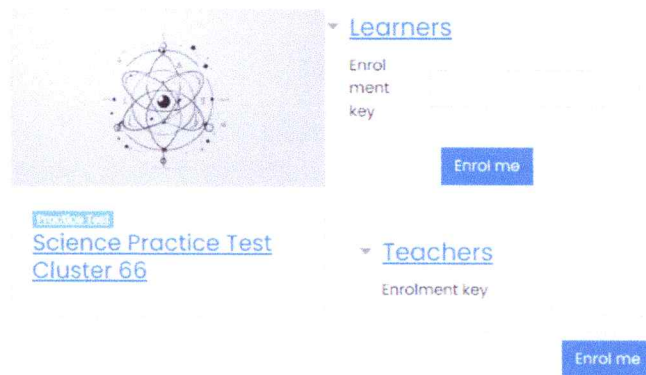 Learners
Enrol
ment
key
Enrol me
Practice Test
Science Practice Test
Cluster 66
Teachers
Enrolment key
Enrol me